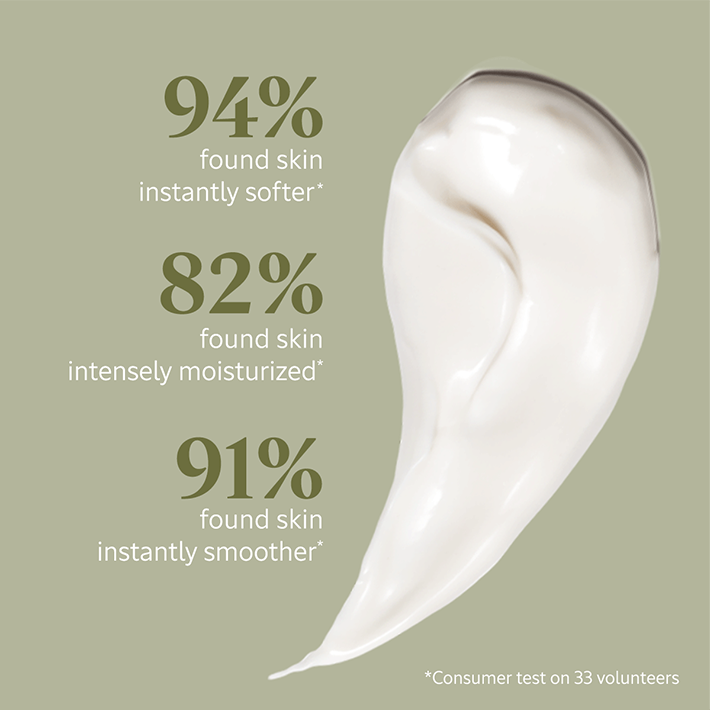 94%
found skin
instantly softer*
82%
found skin
intensely moisturized*
91%
found skin
instantly smoother*
*Consumer test on 33 volunteers